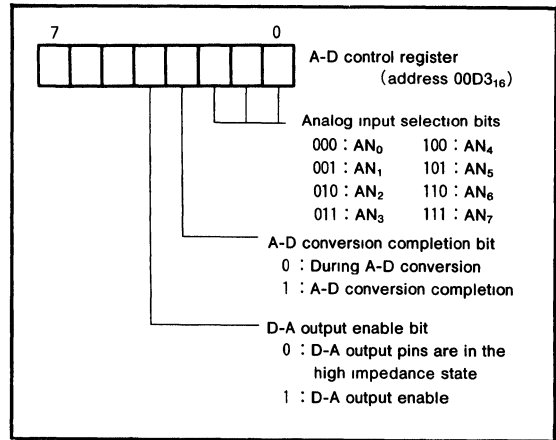 7 0
A-D control register
(address 00D3₁₆)
Analog input selection bits
000 : AN₀ 100 : AN₄
001 : AN₁ 101 : AN₅
010 : AN₂ 110 : AN₆
011 : AN₃ 111 : AN₇
A-D conversion completion bit
0 : During A-D conversion
1 : A-D conversion completion
D-A output enable bit
0 : D-A output pins are in the
high impedance state
1 : D-A output enable